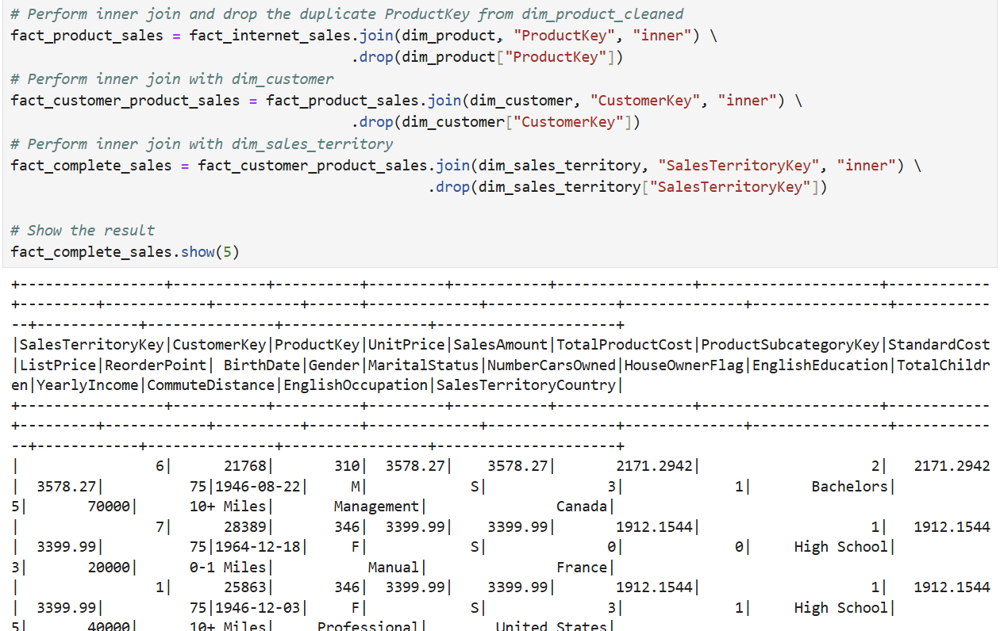 # Perform inner join and drop the duplicate ProductKey from dim_product_cleaned
fact_product_sales = fact_internet_sales.join(dim_product, "ProductKey", "inner") \
.drop(dim_product["ProductKey"])
# Perform inner join with dim_customer
fact_customer_product_sales = fact_product_sales.join(dim_customer, "CustomerKey", "inner") \
.drop(dim_customer["CustomerKey"])
# Perform inner join with dim_sales_territory
fact_complete_sales = fact_customer_product_sales.join(dim_sales_territory, "SalesTerritoryKey", "inner") \
.drop(dim_sales_territory["SalesTerritoryKey"])
# Show the result
fact_complete_sales.show(5)
+-----------------+-----------+----------+---------+-----------+----------------+---------------------+------------
+---------+------------+----------+------+-------------+---------------+--------------+----------------+-----------
--+------------+---------------+-----------------+---------------------+
|SalesTerritoryKey|CustomerKey|ProductKey|UnitPrice|SalesAmount|TotalProductCost|ProductSubcategoryKey|StandardCost
|ListPrice|ReorderPoint| BirthDate|Gender|MaritalStatus|NumberCarsOwned|HouseOwnerFlag|EnglishEducation|TotalChildr
en|YearlyIncome|CommuteDistance|EnglishOccupation|SalesTerritoryCountry|
+-----------------+-----------+----------+---------+-----------+----------------+---------------------+------------
+---------+------------+----------+------+-------------+---------------+--------------+----------------+-----------
--+------------+---------------+-----------------+---------------------+
| 6| 21768| 310| 3578.27| 3578.27| 2171.2942| 2| 2171.2942
| 3578.27| 75|1946-08-22| M| S| 3| 1| Bachelors|
5| 70000| 10+ Miles| Management| Canada|
| 7| 28389| 346| 3399.99| 3399.99| 1912.1544| 1| 1912.1544
| 3399.99| 75|1964-12-18| F| S| 0| 0| High School|
3| 20000| 0-1 Miles| Manual| France|
| 1| 25863| 346| 3399.99| 3399.99| 1912.1544| 1| 1912.1544
| 3399.99| 75|1946-12-03| F| S| 3| 1| High School|
5| 40000| 10+ Miles| Professional| United States|